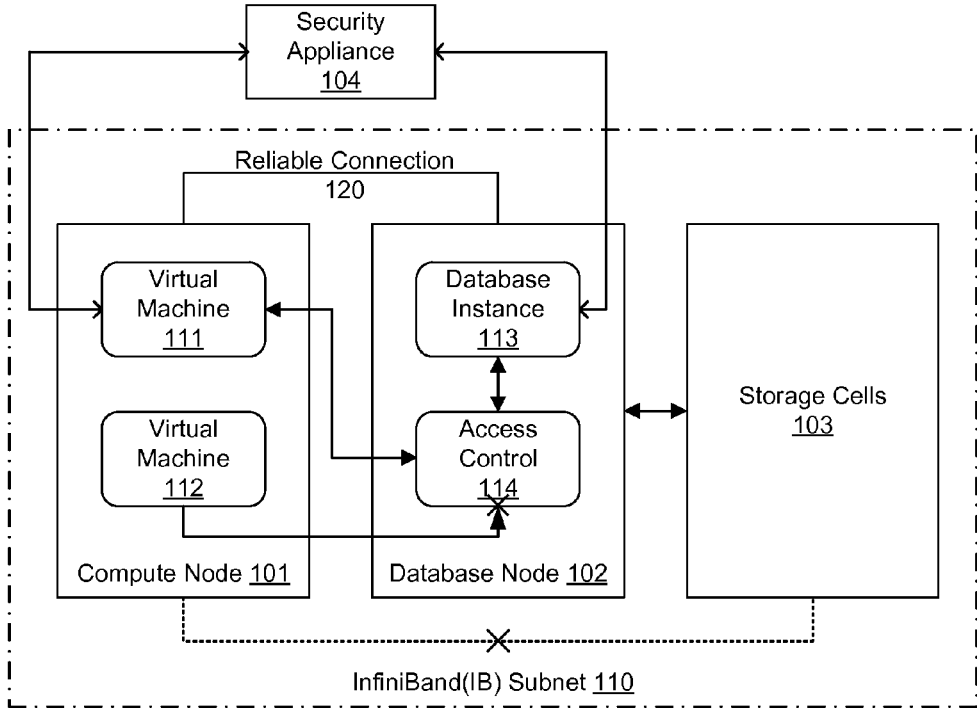 Security
Appliance
104
Reliable Connection
120
Virtual
Machine
111
Database
Instance
113
Virtual
Machine
112
Access
Control
114
Storage Cells
103
Compute Node 101
Database Node 102
InfiniBand(IB) Subnet 110